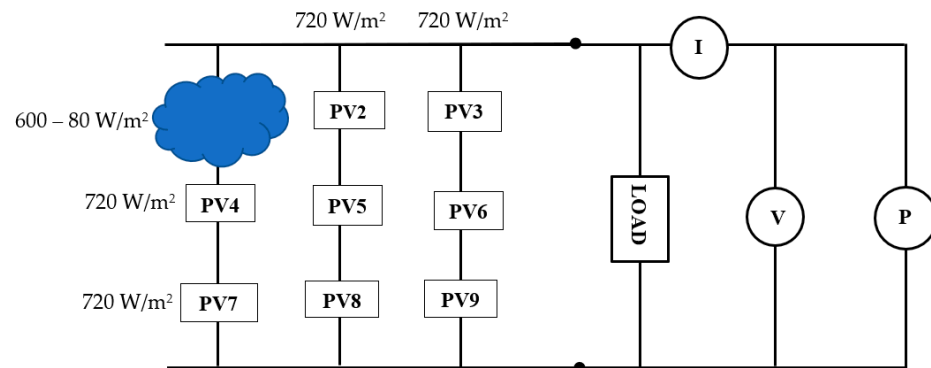 720 W/m² 720 W/m²
I
600 – 80 W/m² PV2 PV3
720 W/m² PV4 PV5 PV6 LOAD V P
720 W/m² PV7 PV8 PV9